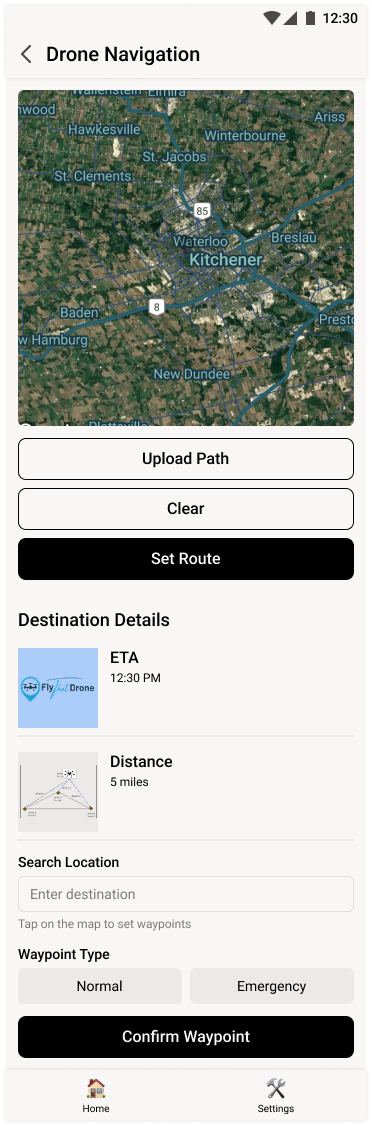 12:30
Drone Navigation
Wallenstein Elmira
Ariss
Hawkesville
Winterbourne
St. Jacobs
St. Clements
85
Waterloo
Breslau
Kitchener
8
Baden
w Hamburg
New Dundee
Plattsville
Upload Path
Clear
Set Route
Destination Details
Fly That Drone
ETA
12:30 PM
Distance
5 miles
Search Location
Enter destination
Tap on the map to set waypoints
Waypoint Type
Normal
Emergency
Confirm Waypoint
Home
Settings